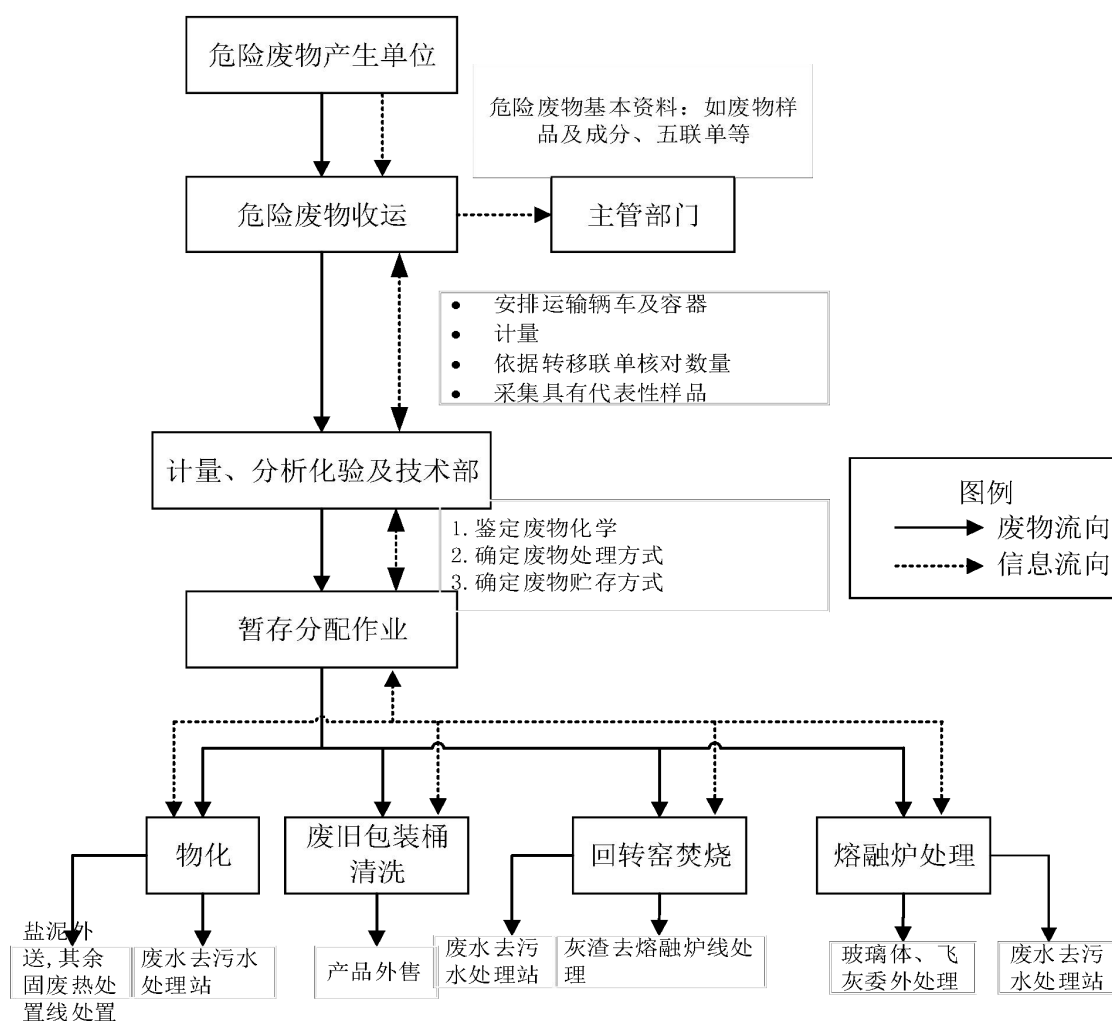 危险废物产生单位
危险废物基本资料：如废物样
品及成分、五联单等
危险废物收运
主管部门
安排运输辆车及容器
计量
依据转移联单核对数量
采集具有代表性样品
计量、分析化验及技术部
图例
废物流向
信息流向
1.鉴定废物化学
2.确定废物处理方式
3.确定废物贮存方式
暂存分配作业
物化
废旧包装桶
清洗
回转窑焚烧
熔融炉处理
盐泥外
送,其余
固废热处
置线处置
废水去污水
处理站
产品外售
废水去污
水处理站
灰渣去熔融炉线处
理
玻璃体、飞
灰委外处理
废水去污
水处理站